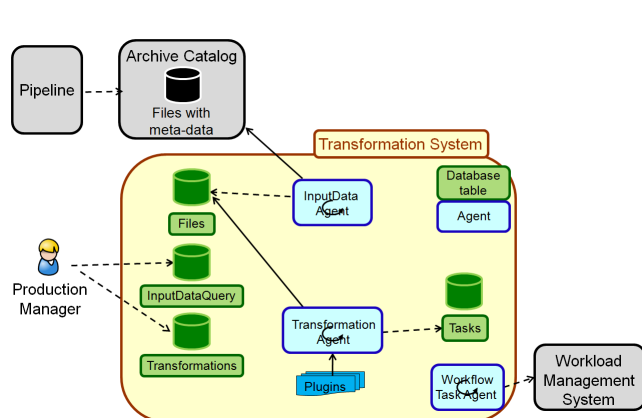 Archive Catalog
Pipeline
Files with
meta-data
Transformation System
Database
table
InputData
Agent
Agent
Files
Production
Manager
InputDataQuery
Transformation
Agent
Tasks
Transformations
Workload
Management
System
Plugins
Workflow
Task Agent